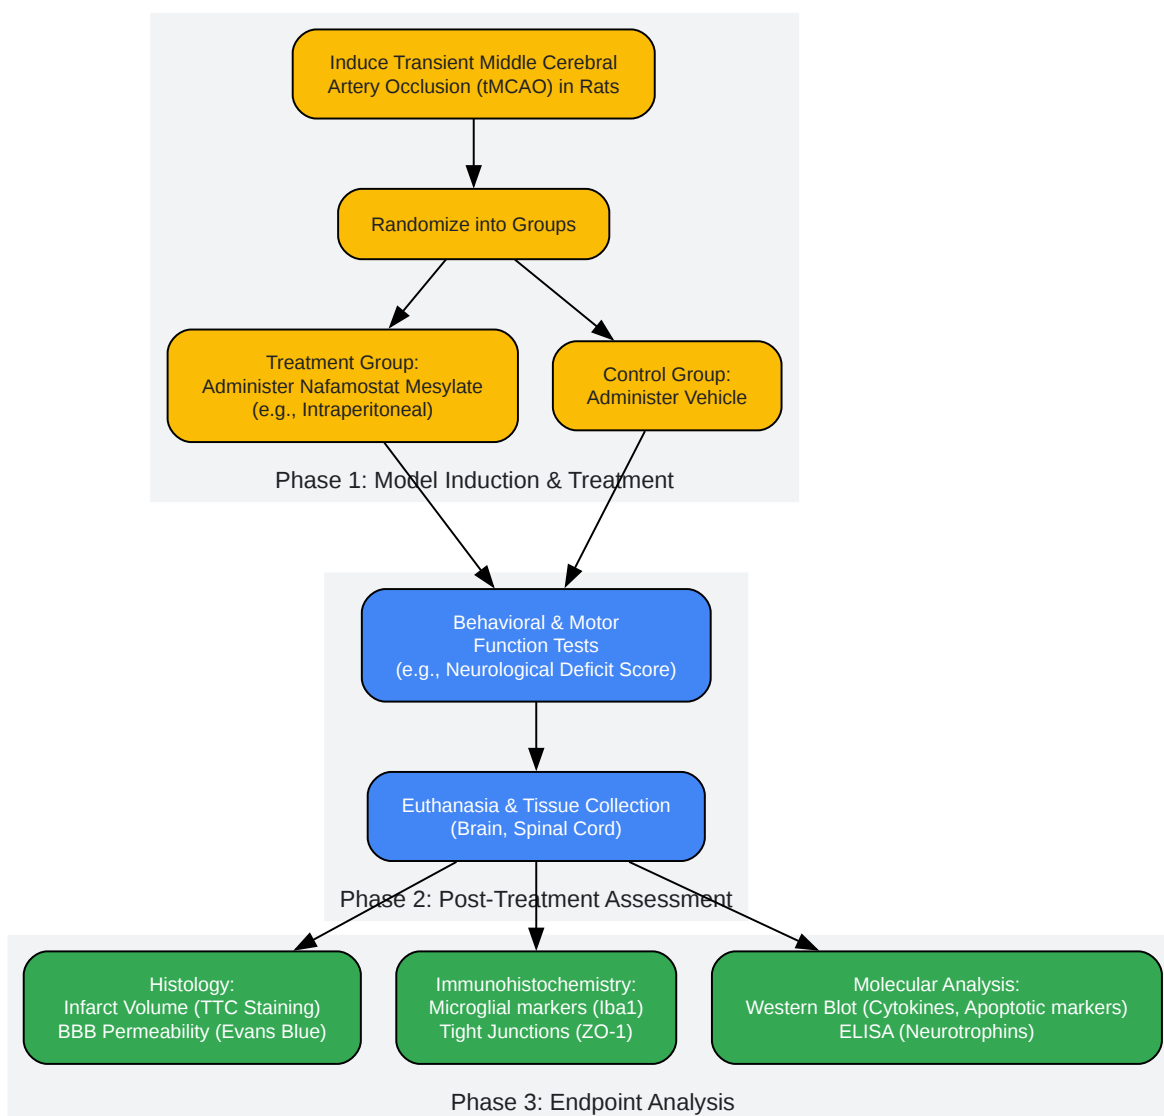 Induce Transient Middle Cerebral
Artery Occlusion (tMCAO) in Rats
Randomize into Groups
Treatment Group:
Administer Nafamostat Mesylate
(e.g., Intraperitoneal)
Control Group:
Administer Vehicle
Phase 1: Model Induction & Treatment
Behavioral & Motor
Function Tests
(e.g., Neurological Deficit Score)
Euthanasia & Tissue Collection
(Brain, Spinal Cord)
Phase 2: Post-Treatment Assessment
Histology:
Infarct Volume (TTC Staining)
BBB Permeability (Evans Blue)
Immunohistochemistry:
Microglial markers (Iba1)
Tight Junctions (ZO-1)
Molecular Analysis:
Western Blot (Cytokines, Apoptotic markers)
ELISA (Neurotrophins)
Phase 3: Endpoint Analysis